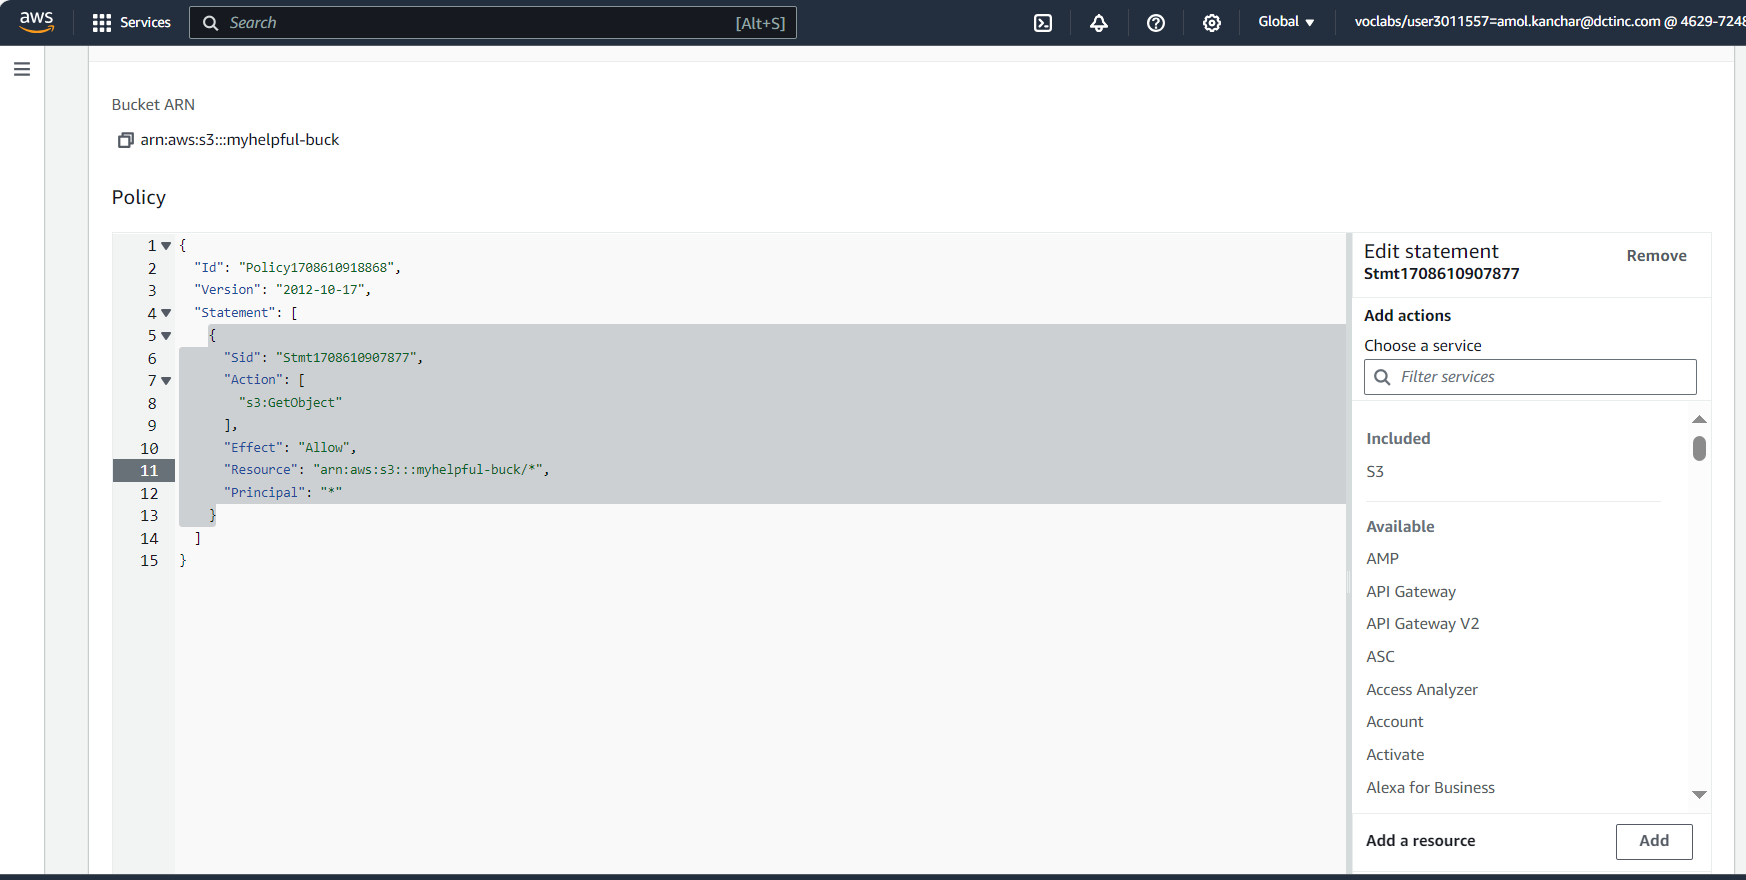 aws
Services
Search
[Alt+S]
Global
voclabs/user3011557=amol.kanchar@dctinc.com @ 4629-7248
Bucket ARN
arn:aws:s3:::myhelpful-buck
Policy
1 {
2 "Id": "Policy1708610918868",
3 "Version": "2012-10-17",
4 "Statement": [
5 {
6 "Sid": "Stmt1708610907877",
7 "Action": [
8 "s3:GetObject"
9 ],
10 "Effect": "Allow",
11 "Resource": "arn:aws:s3:::myhelpful-buck/*",
12 "Principal": "*"
13 }
14 ]
15 }
Edit statement
Remove
Stmt1708610907877
Add actions
Choose a service
Filter services
Included
S3
Available
AMP
API Gateway
API Gateway V2
ASC
Access Analyzer
Account
Activate
Alexa for Business
Add a resource
Add